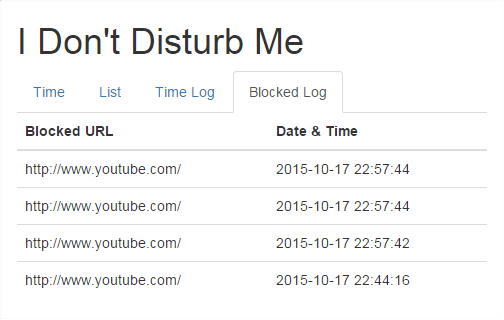 I Don't Disturb Me
Time List Time Log Blocked Log
Blocked URL Date & Time
http://www.youtube.com/ 2015-10-17 22:57:44
http://www.youtube.com/ 2015-10-17 22:57:44
http://www.youtube.com/ 2015-10-17 22:57:42
http://www.youtube.com/ 2015-10-17 22:44:16